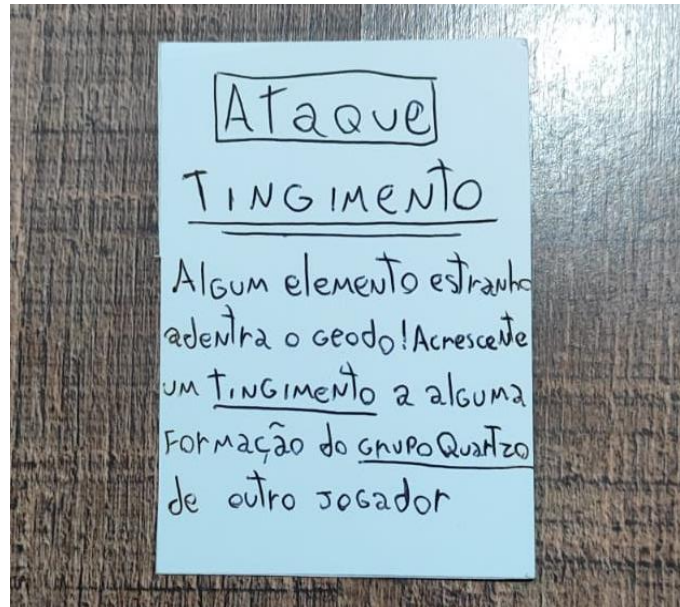 Ataque
TINGIMENTO
Algum elemento estranho
adentra o geodo! Acrescente
um TINGIMENTO a alguma
Formação do GRUPO Quartzo
de outro jogador